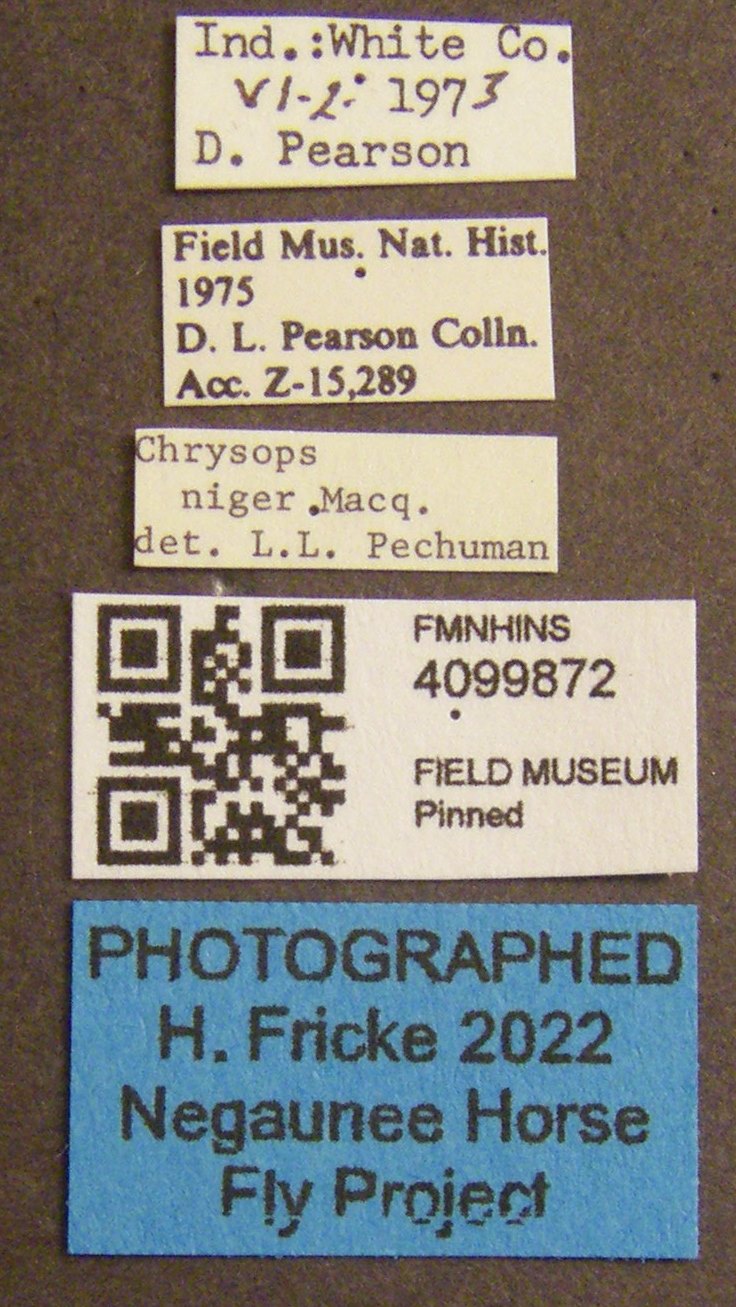 Ind.:White Co.
VI-2. 1973
D. Pearson
Field Mus. Nat. Hist.
1975
D. L. Pearson Colln.
Acc. Z-15,289
Chrysops
niger Macq.
det. L.L. Pechuman
FMNHINS
4099872
FIELD MUSEUM
Pinned
PHOTOGRAPHED
H. Fricke 2022
Negaunee Horse
Fly Project